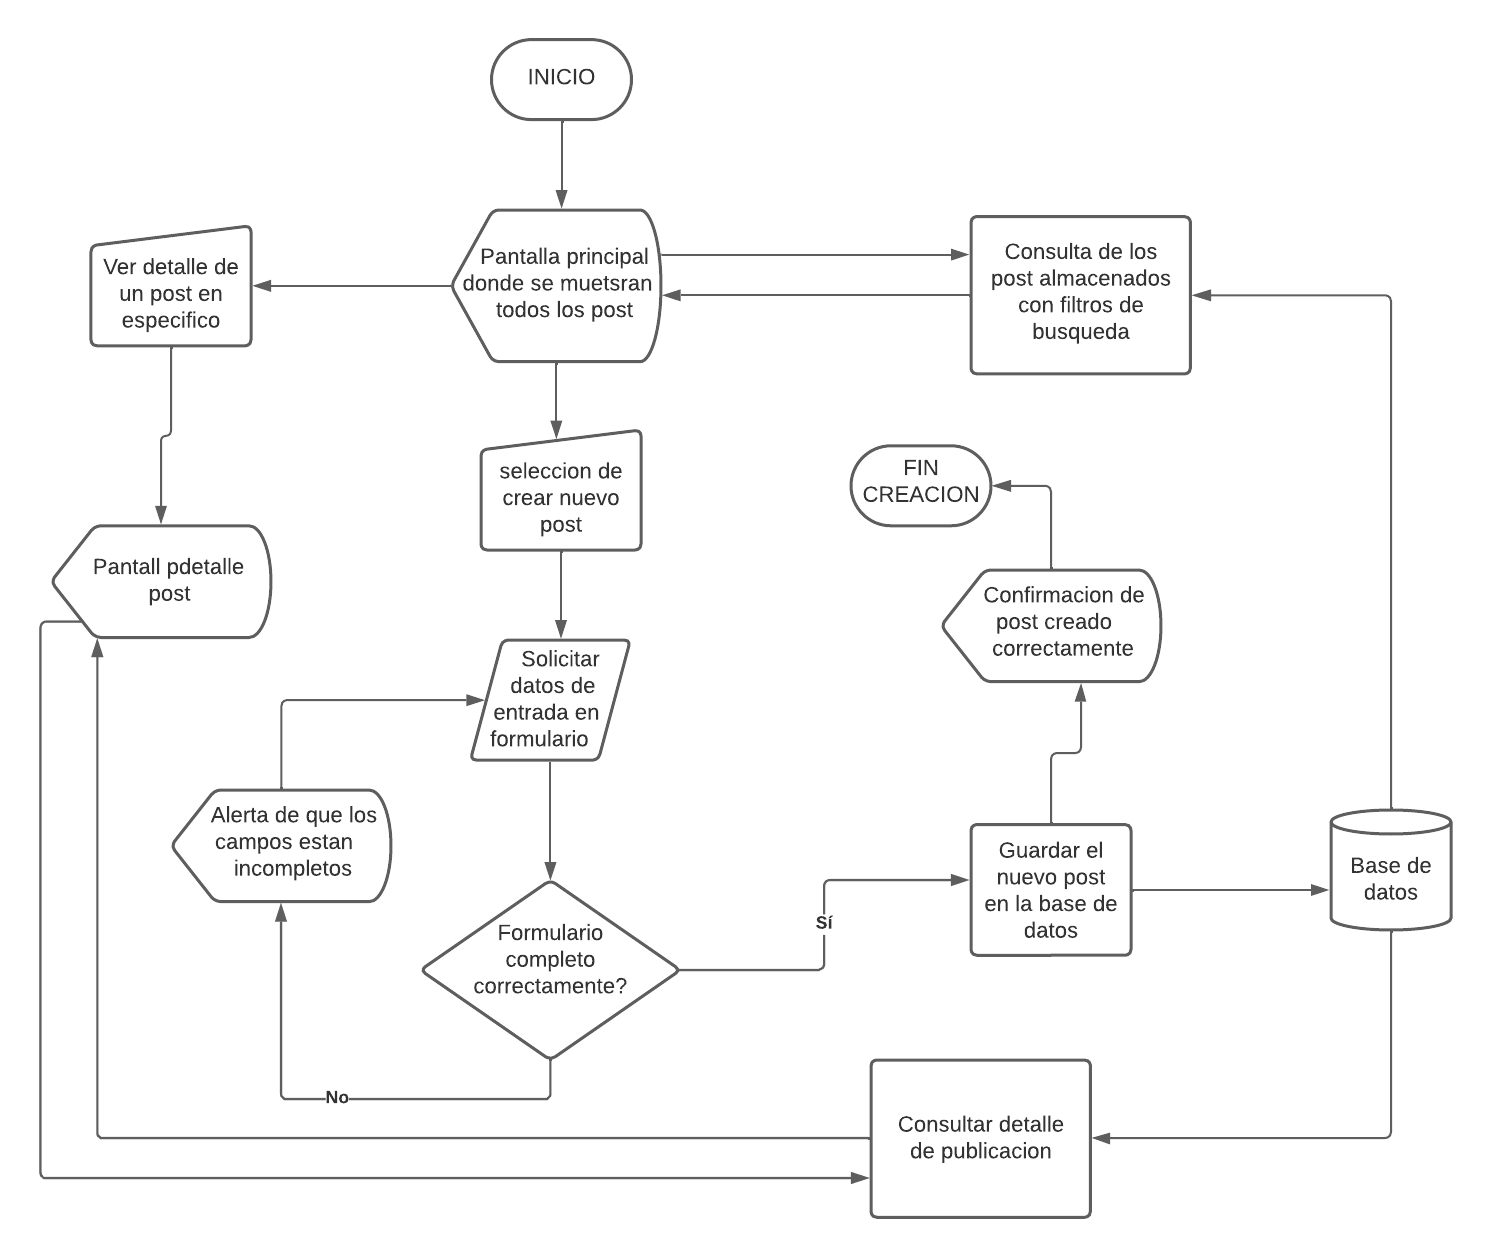 INICIO
Pantalla principal
donde se muetsran
todos los post
Consulta de los
post almacenados
con filtros de
busqueda
Ver detalle de
un post en
especifico
seleccion de
crear nuevo
post
FIN
CREACION
Pantall pdetalle
post
Confirmacion de
post creado
correctamente
Solicitar
datos de
entrada en
formulario
Alerta de que los
campos estan
incompletos
Guardar el
nuevo post
en la base de
datos
Base de
datos
Sí
Formulario
completo
correctamente?
No
Consultar detalle
de publicacion